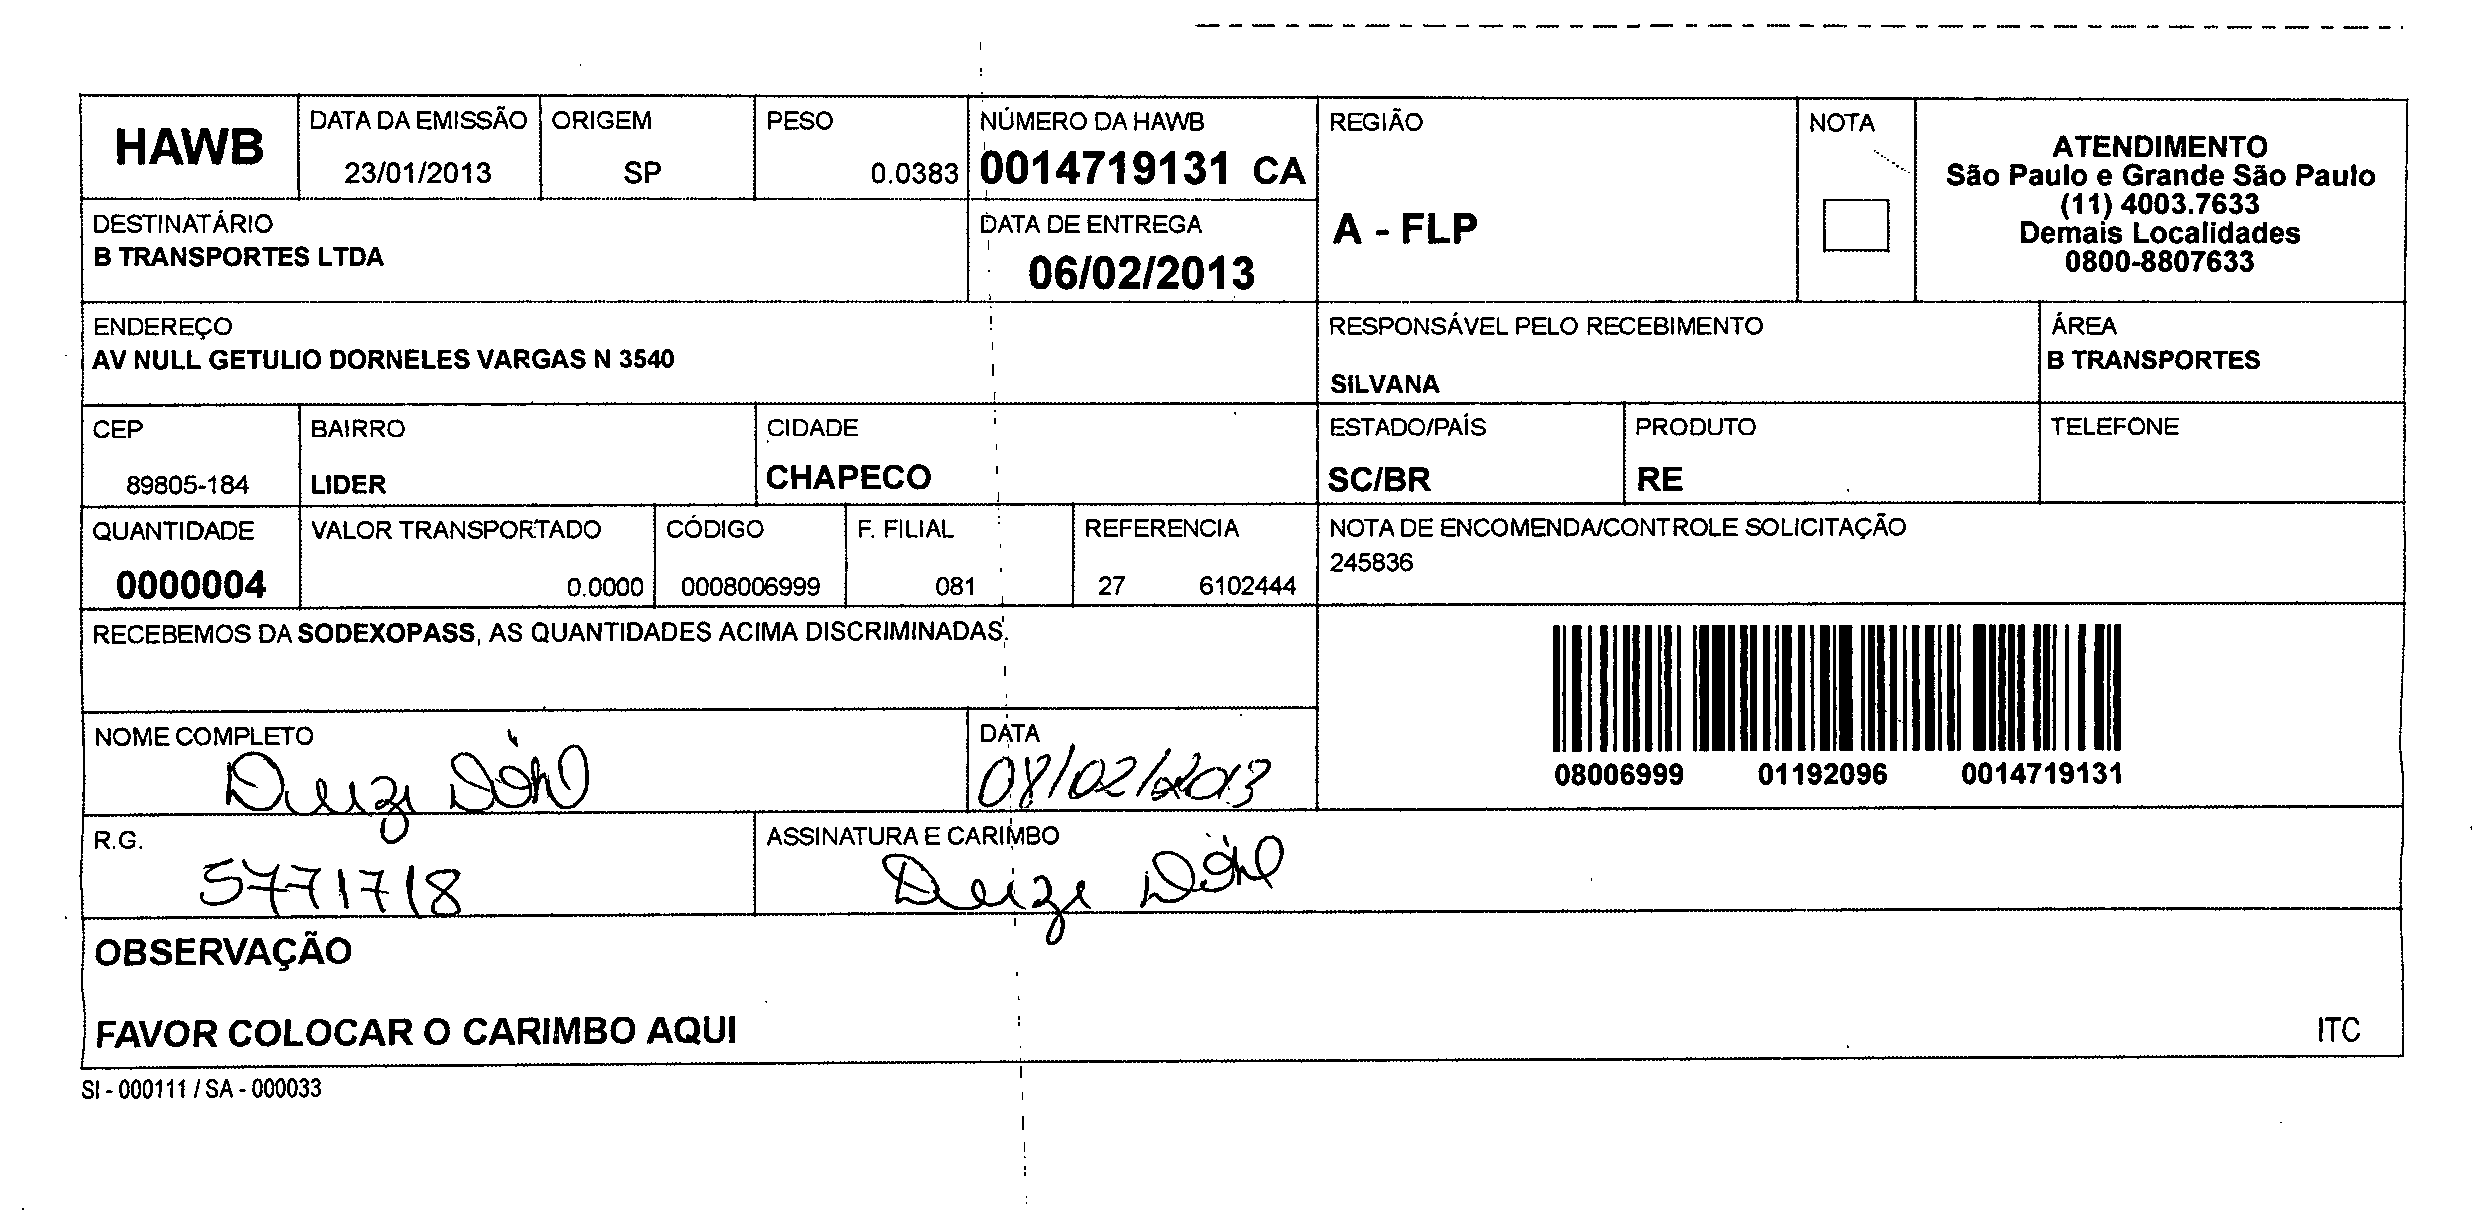 HAWB
DATA DA EMISSÃO
23/01/2013
ORIGEM
SP
PESO
0.0383
NÚMERO DA HAWB
0014719131 CA
REGIÃO
A - FLP
NOTA
ATENDIMENTO
São Paulo e Grande São Paulo
(11) 4003.7633
Demais Localidades
0800-8807633
DESTINATÁRIO
B TRANSPORTES LTDA
DATA DE ENTREGA
06/02/2013
ENDEREÇO
AV NULL GETULIO DORNELES VARGAS N 3540
RESPONSÁVEL PELO RECEBIMENTO
SILVANA
ÁREA
B TRANSPORTES
CEP
89805-184
BAIRRO
LIDER
CIDADE
CHAPECO
ESTADO/PAÍS
SC/BR
PRODUTO
RE
TELEFONE
QUANTIDADE
0000004
VALOR TRANSPORTADO
0.0000
CÓDIGO
0008006999
F. FILIAL
081
REFERENCIA
27 6102444
NOTA DE ENCOMENDA/CONTROLE SOLICITAÇÃO
245836
RECEBEMOS DA SODEXOPASS, AS QUANTIDADES ACIMA DISCRIMINADAS.
08006999 01192096 0014719131
NOME COMPLETO
DATA
08/02/2013
R.G.
5771718
ASSINATURA E CARIMBO
OBSERVAÇÃO
FAVOR COLOCAR O CARIMBO AQUI
ITC
SI - 000111 / SA - 000033